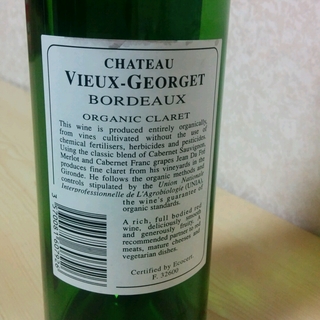 CHATEAU
VIEUX-GEORGET
BORDEAUX
ORGANIC CLARET
This wine is produced entirely organically,
from vines cultivated without the use of
chemical fertilisers, herbicides and pesticides.
Using the classic blend of Cabernet Sauvignon,
Merlot and Cabernet Franc grapes Jean Du Foy
produces fine claret from his vineyards in the
Gironde. He follows the organic methods and
controls stipulated by the Union Nationale
Interprofessionnelle de L'Agrobiologie (UNIA),
the wine's guarantee of
organic standards.
A rich, full bodied red
wine, deliciously smooth
and generously fruity. A
recommended partner to red
meats, mature cheeses and
vegetarian dishes.
Certified by Ecocert.
F. 32600